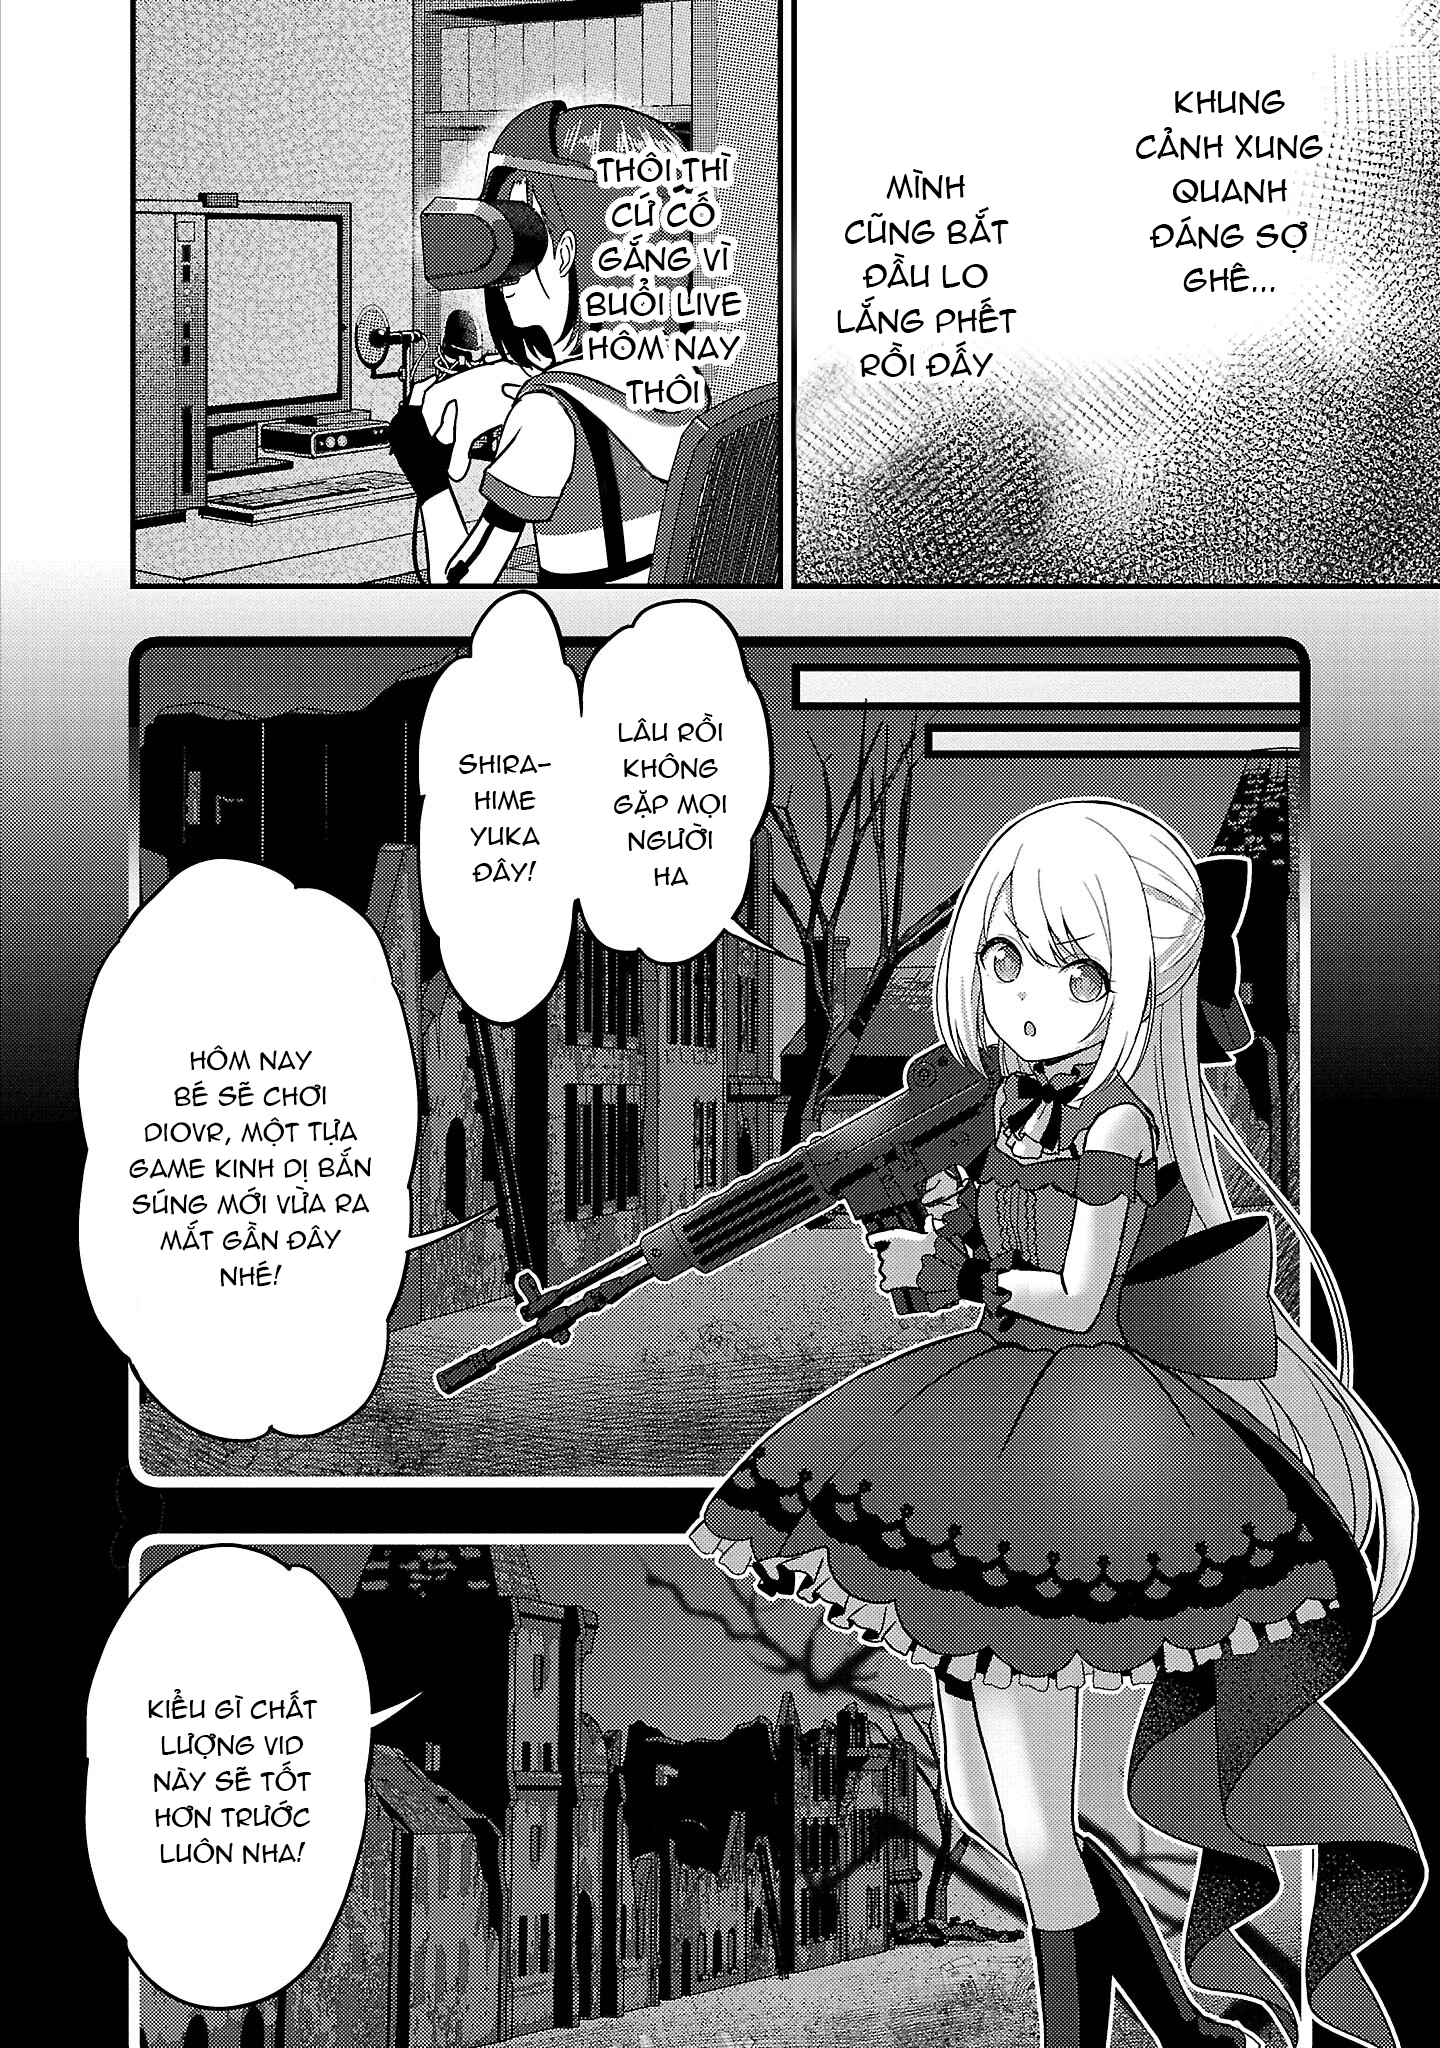 KHUNG
CẢNH XUNG
QUANH
ĐÁNG SỢ
GHÊ...
MÌNH
CŨNG BẮT
ĐẦU LO
LẮNG PHẾT
RỒI ĐẤY
THÔI THÌ
CỨ CỐ
GẮNG VÌ
BUỔI LIVE
HÔM NAY
THÔI
LÂU RỒI
KHÔNG
GẶP MỌI
NGƯỜI
HA
SHIRA-
HIME
YUKA
ĐÂY!
HÔM NAY
BÉ SẼ CHƠI
DIOVR, MỘT TỰA
GAME KINH DỊ BẮN
SÚNG MỚI VỪA RA
MẮT GẦN ĐÂY
NHÉ!
KIỂU GÌ CHẤT
LƯỢNG VID
NÀY SẼ TỐT
HƠN TRƯỚC
LUÔN NHA!